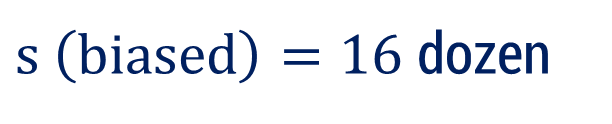 s (biased) = 16 dozen